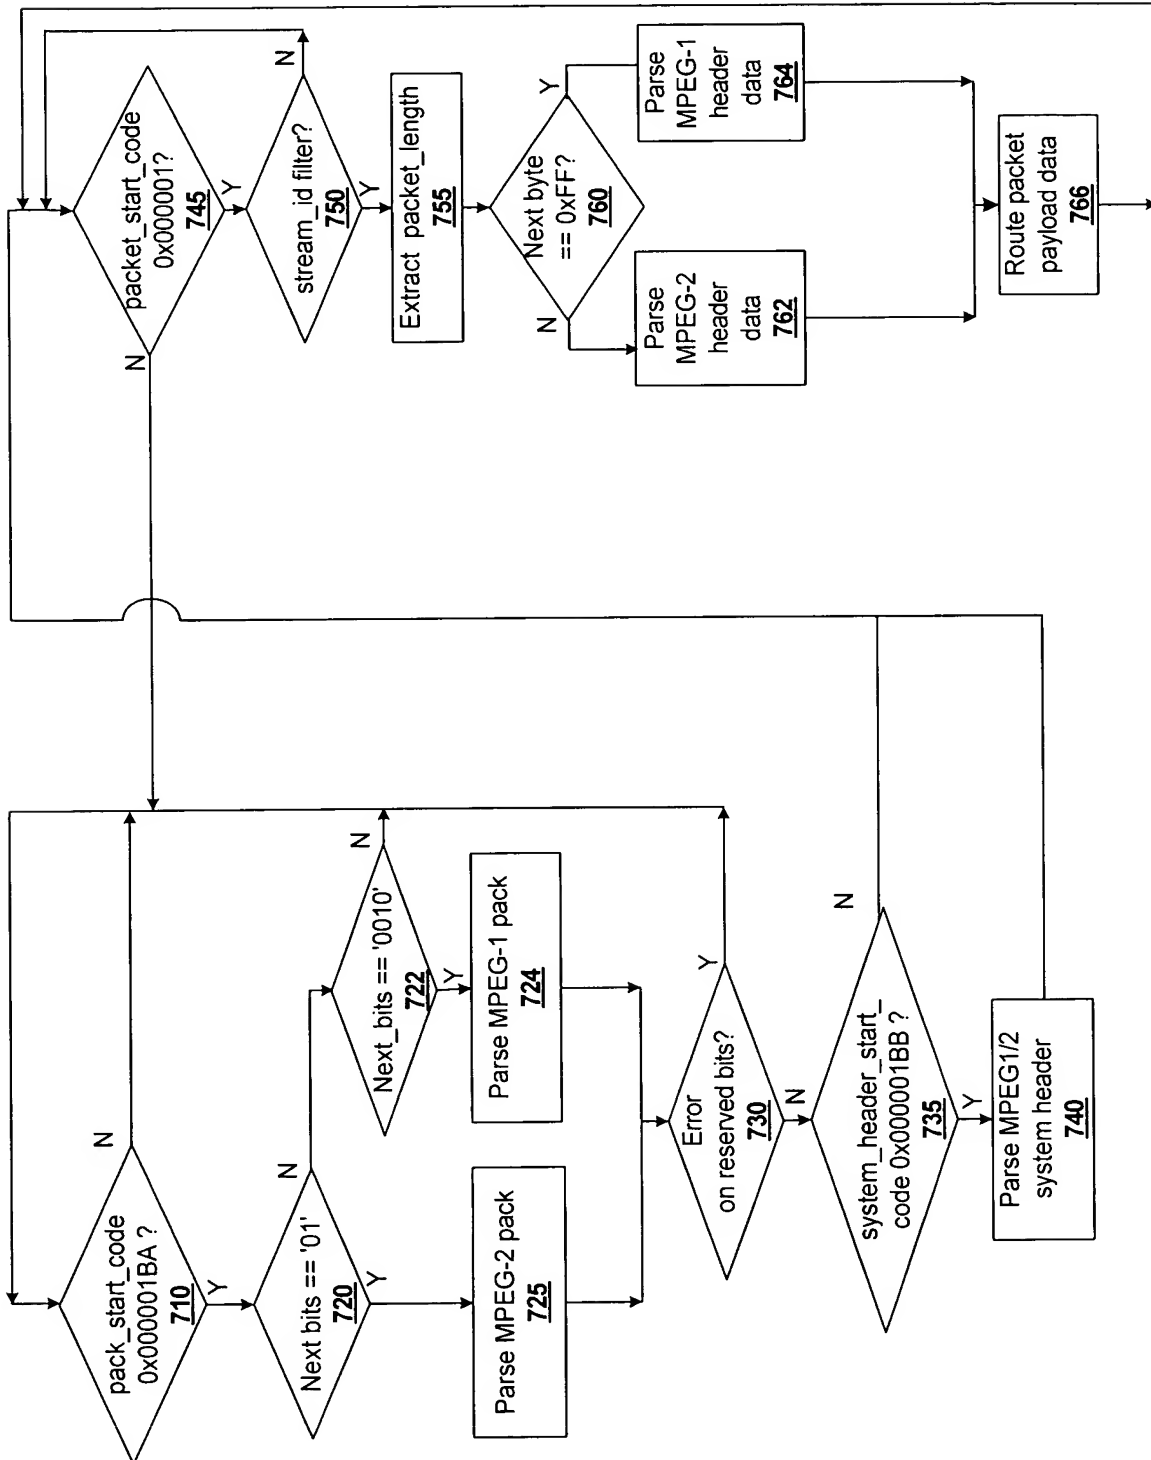 pack_start_code
0x000001BA ?
710
N
Y
Next bits == '01'
720
N
Y
Next_bits == '0010'
722
N
Y
Parse MPEG-2 pack
725
Parse MPEG-1 pack
724
Error
on reserved bits?
730
Y
N
system_header_start_
code 0x000001BB ?
735
N
Y
Parse MPEG1/2
system header
740
packet_start_code
0x000001?
745
N
Y
stream_id filter?
750
N
Y
Extract packet_length
755
Next byte
== 0xFF?
760
N
Y
Parse
MPEG-2
header
data
762
Parse
MPEG-1
header
data
764
Route packet
payload data
766